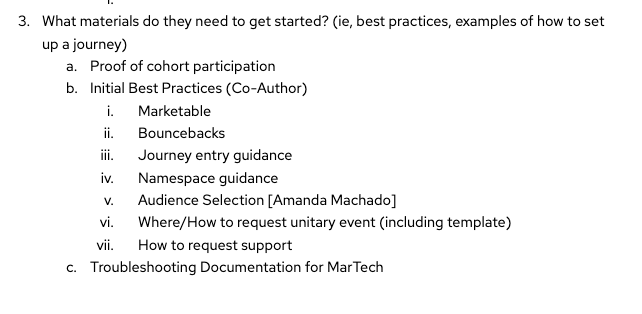 3. What materials do they need to get started? (ie, best practices, examples of how to set
up a journey)
a. Proof of cohort participation
b. Initial Best Practices (Co-Author)
i. Marketable
ii. Bouncebacks
iii. Journey entry guidance
iv. Namespace guidance
v. Audience Selection [Amanda Machado]
vi. Where/How to request unitary event (including template)
vii. How to request support
c. Troubleshooting Documentation for MarTech